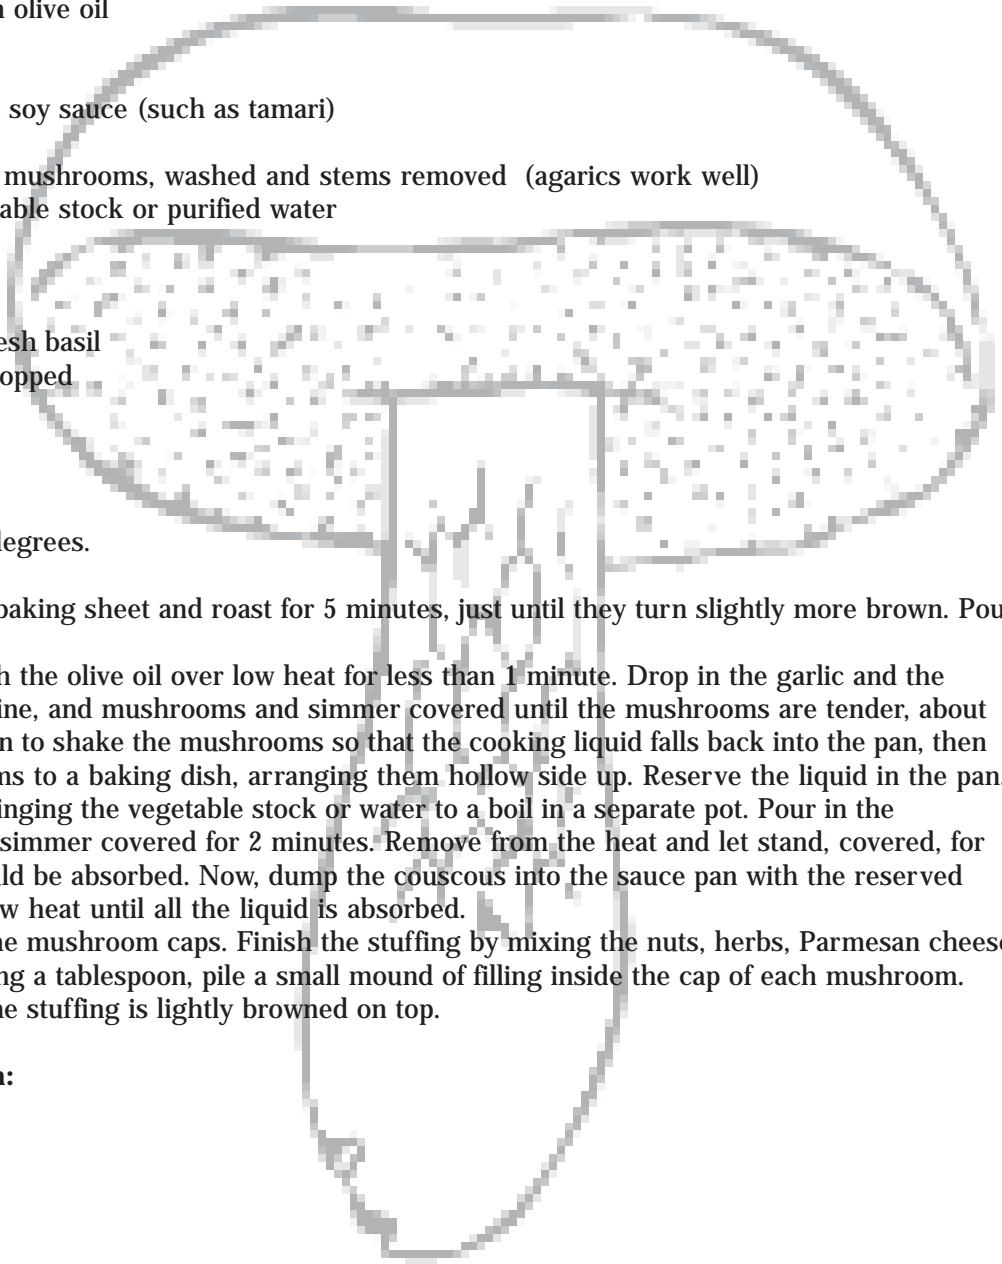 n olive oil
soy sauce (such as tamari)
mushrooms, washed and stems removed (agarics work well)
able stock or purified water
esh basil
opped
degrees.
baking sheet and roast for 5 minutes, just until they turn slightly more brown. Pou
h the olive oil over low heat for less than 1 minute. Drop in the garlic and the
ine, and mushrooms and simmer covered until the mushrooms are tender, about
n to shake the mushrooms so that the cooking liquid falls back into the pan, then
ms to a baking dish, arranging them hollow side up. Reserve the liquid in the pan.
inging the vegetable stock or water to a boil in a separate pot. Pour in the
simmer covered for 2 minutes. Remove from the heat and let stand, covered, for
ld be absorbed. Now, dump the couscous into the sauce pan with the reserved
w heat until all the liquid is absorbed.
he mushroom caps. Finish the stuffing by mixing the nuts, herbs, Parmesan cheese
ng a tablespoon, pile a small mound of filling inside the cap of each mushroom.
he stuffing is lightly browned on top.
n: